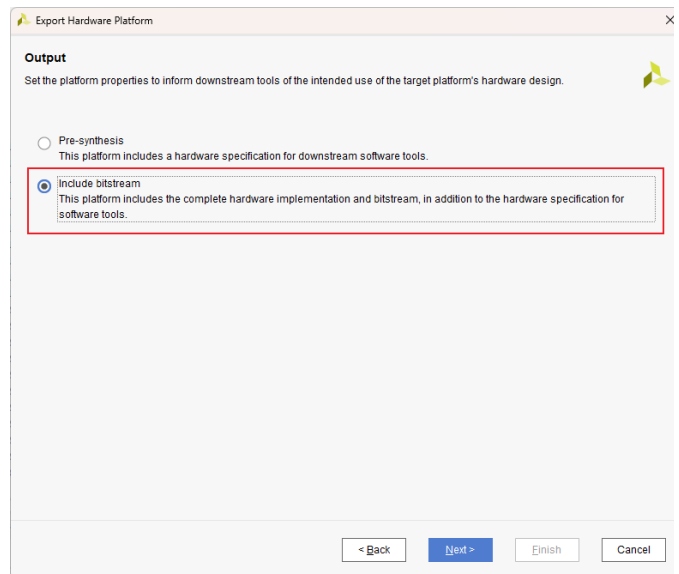 Export Hardware Platform
Output
Set the platform properties to inform downstream tools of the intended use of the target platform's hardware design.
Pre-synthesis
This platform includes a hardware specification for downstream software tools.
Include bitstream
This platform includes the complete hardware implementation and bitstream, in addition to the hardware specification for
software tools.
< Back Next > Finish Cancel